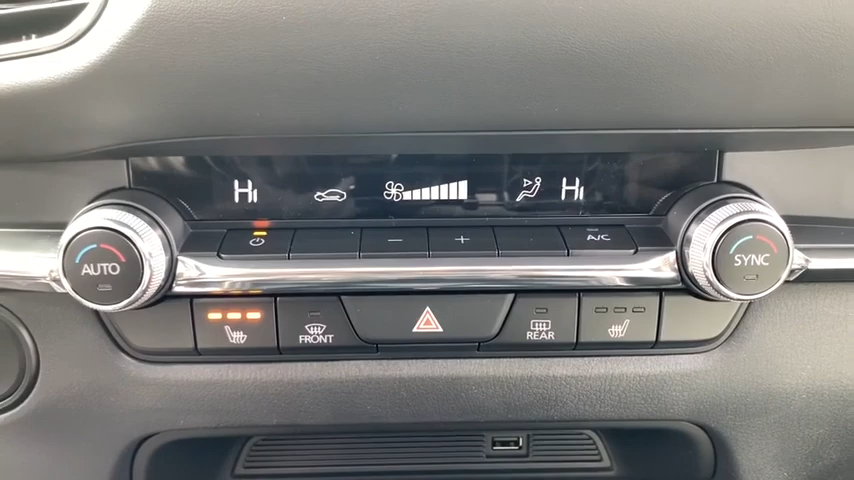 Hi Hi
AUTO
- + A/C
SYNC
FRONT
REAR